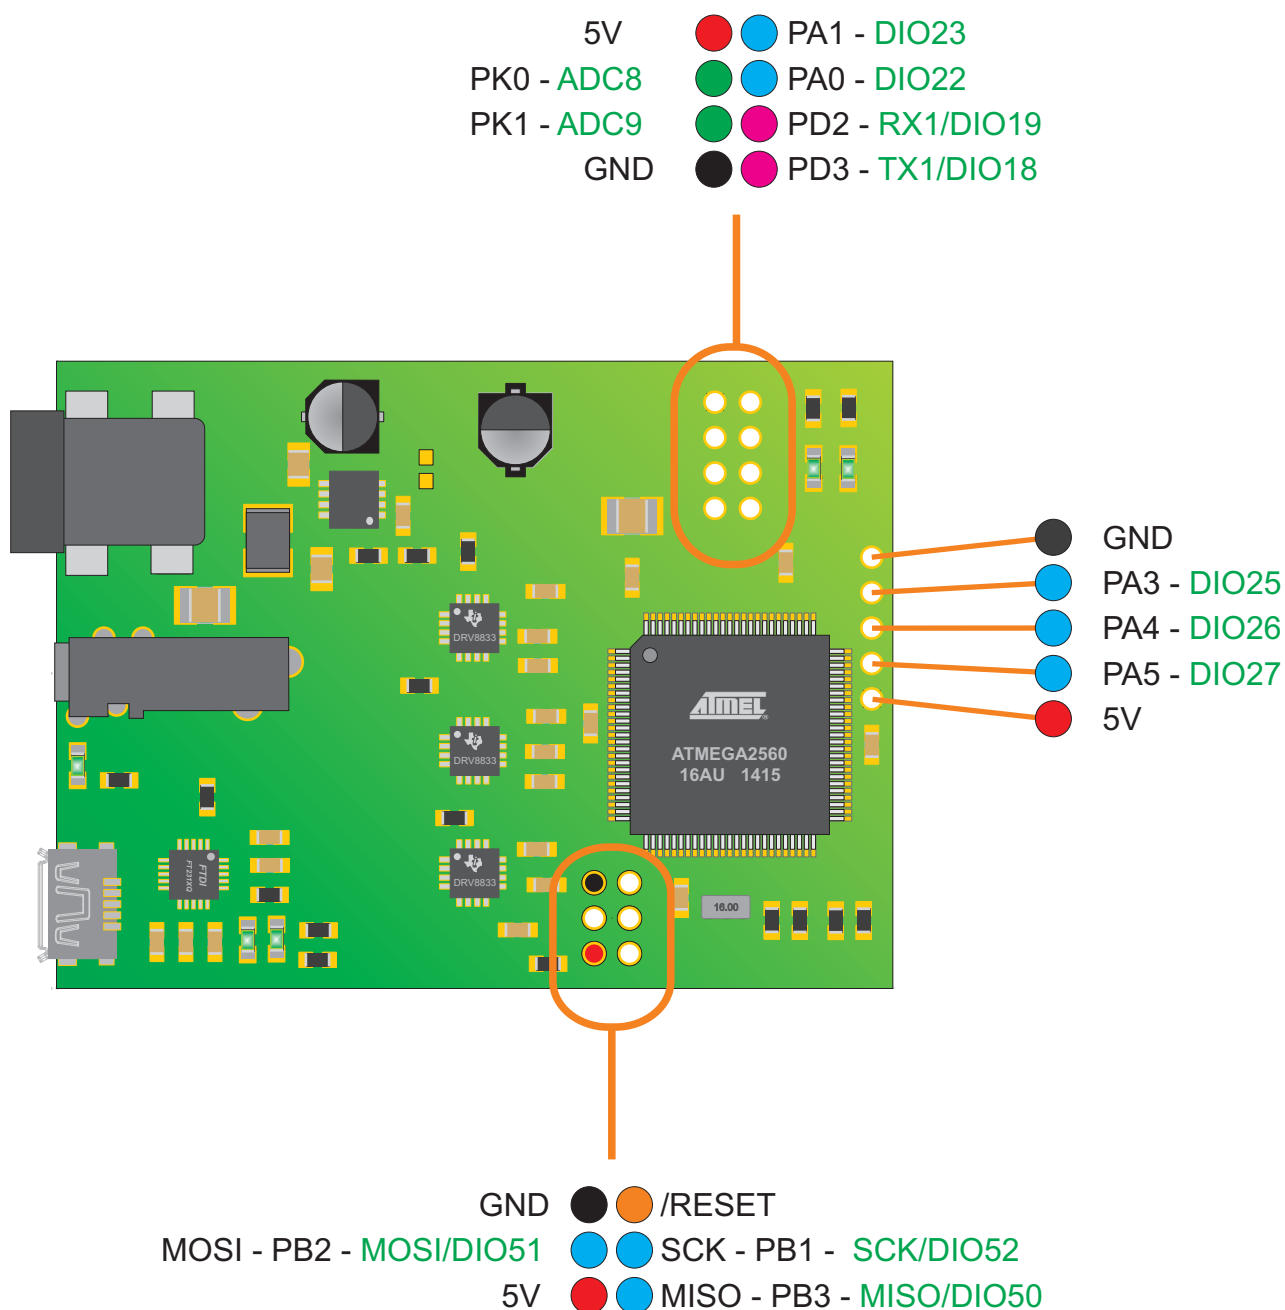 5V PA1 - DIO23
PK0 - ADC8 PA0 - DIO22
PK1 - ADC9 PD2 - RX1/DIO19
GND PD3 - TX1/DIO18
GND
PA3 - DIO25
PA4 - DIO26
PA5 - DIO27
5V
DRV8833
DRV8833
DRV8833
ATMEL®
ATMEGA2560
16AU 1415
FTDI
FT231XQ
16.00
GND /RESET
MOSI - PB2 - MOSI/DIO51 SCK - PB1 - SCK/DIO52
5V MISO - PB3 - MISO/DIO50